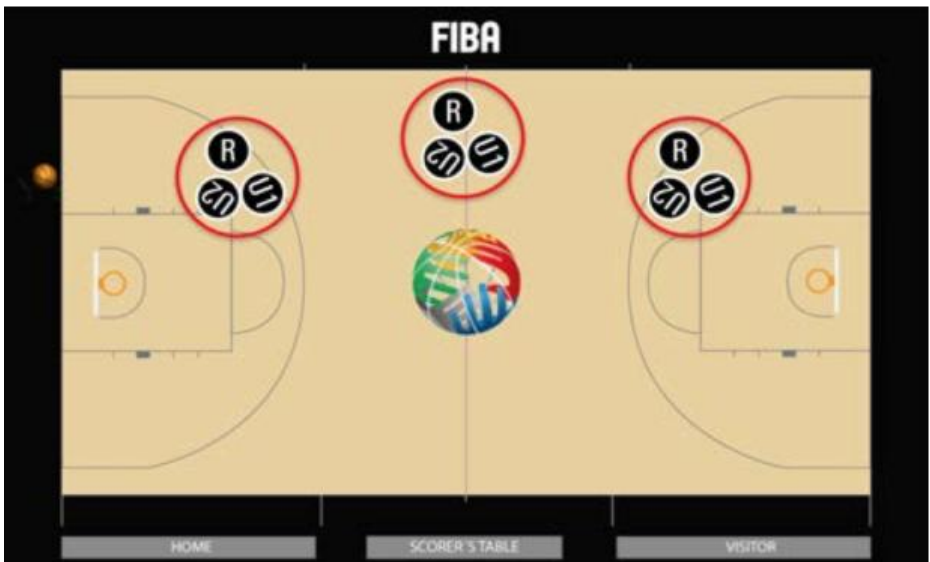 FIBA
R
U2 U1
R
U2 U1
R
U2 U1
HOME
SCORER'S TABLE
VISITOR